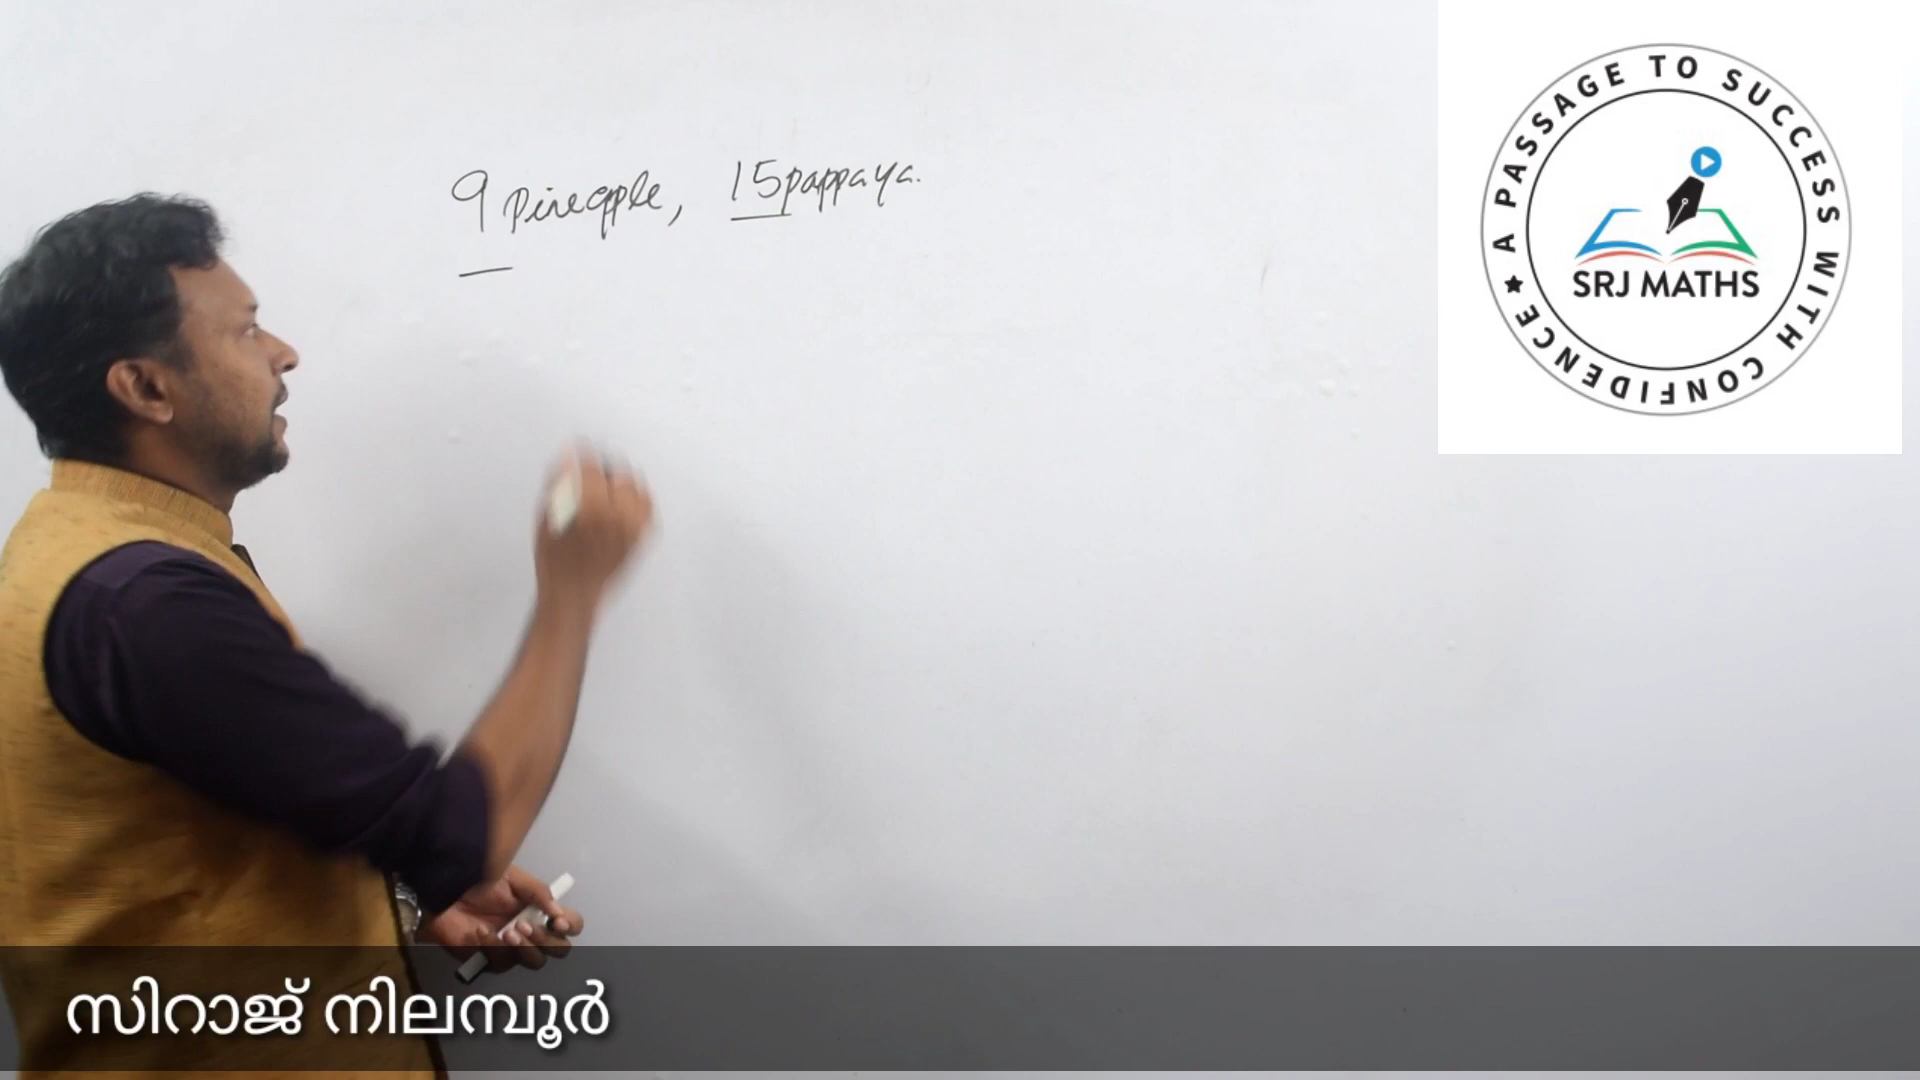 9 pineapple, 15 pappaya.
A PASSAGE TO SUCCESS WITH CONFIDENCE ★
SRJ MATHS
സിറാജ് നിലമ്പൂർ